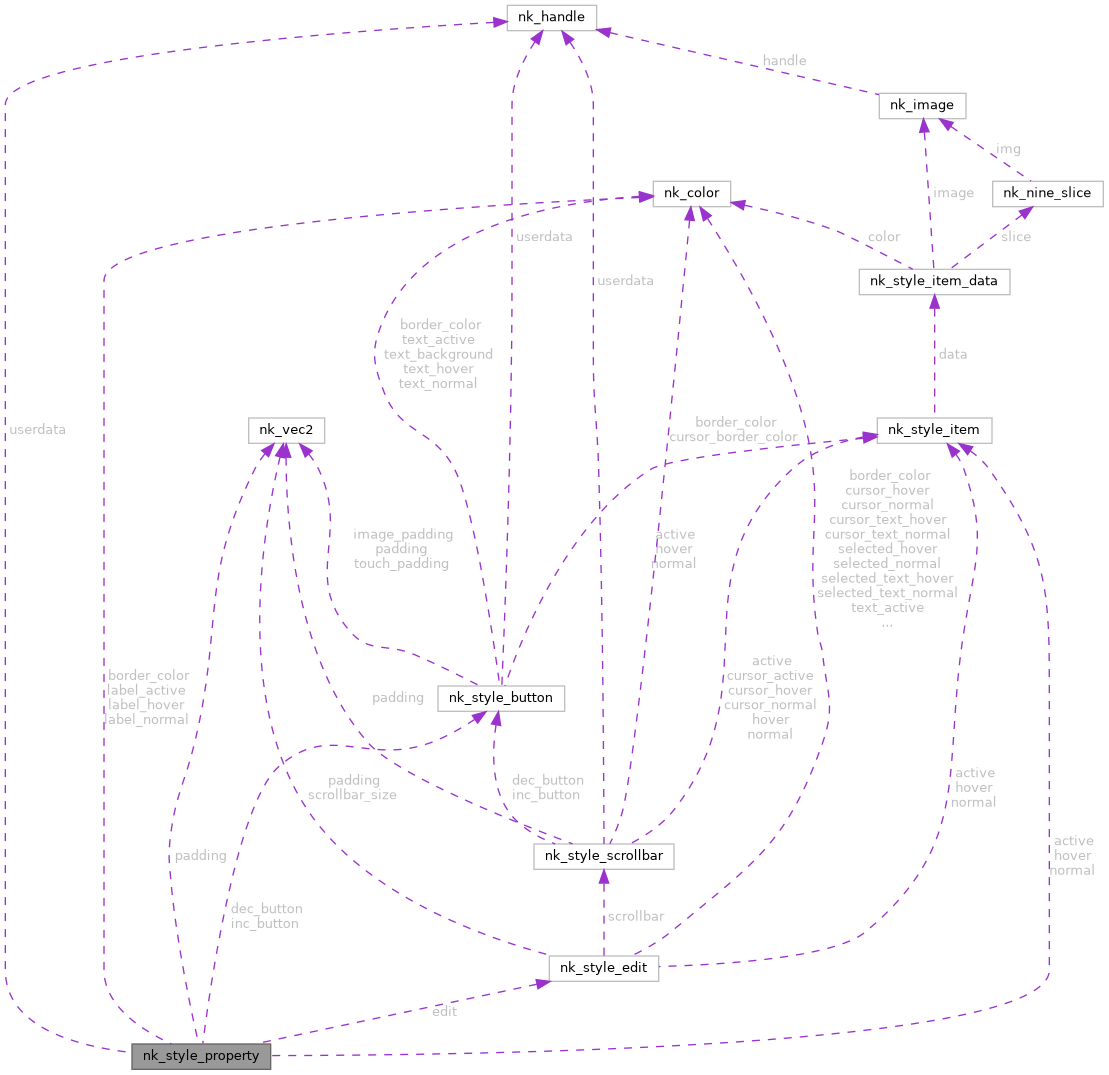 nk_handle
handle
nk_image
img
image
nk_color
nk_nine_slice
userdata
color
slice
userdata
nk_style_item_data
border_color
text_active
text_background
text_hover
text_normal
data
userdata
nk_vec2
border_color
cursor_border_color
nk_style_item
image_padding
padding
touch_padding
active
hover
normal
border_color
cursor_hover
cursor_normal
cursor_text_hover
cursor_text_normal
selected_hover
selected_normal
selected_text_hover
selected_text_normal
text_active
...
border_color
label_active
label_hover
label_normal
nk_style_button
padding
active
cursor_active
cursor_hover
cursor_normal
hover
normal
padding
scrollbar_size
dec_button
inc_button
active
hover
normal
padding
nk_style_scrollbar
active
hover
normal
dec_button
inc_button
scrollbar
nk_style_edit
edit
nk_style_property